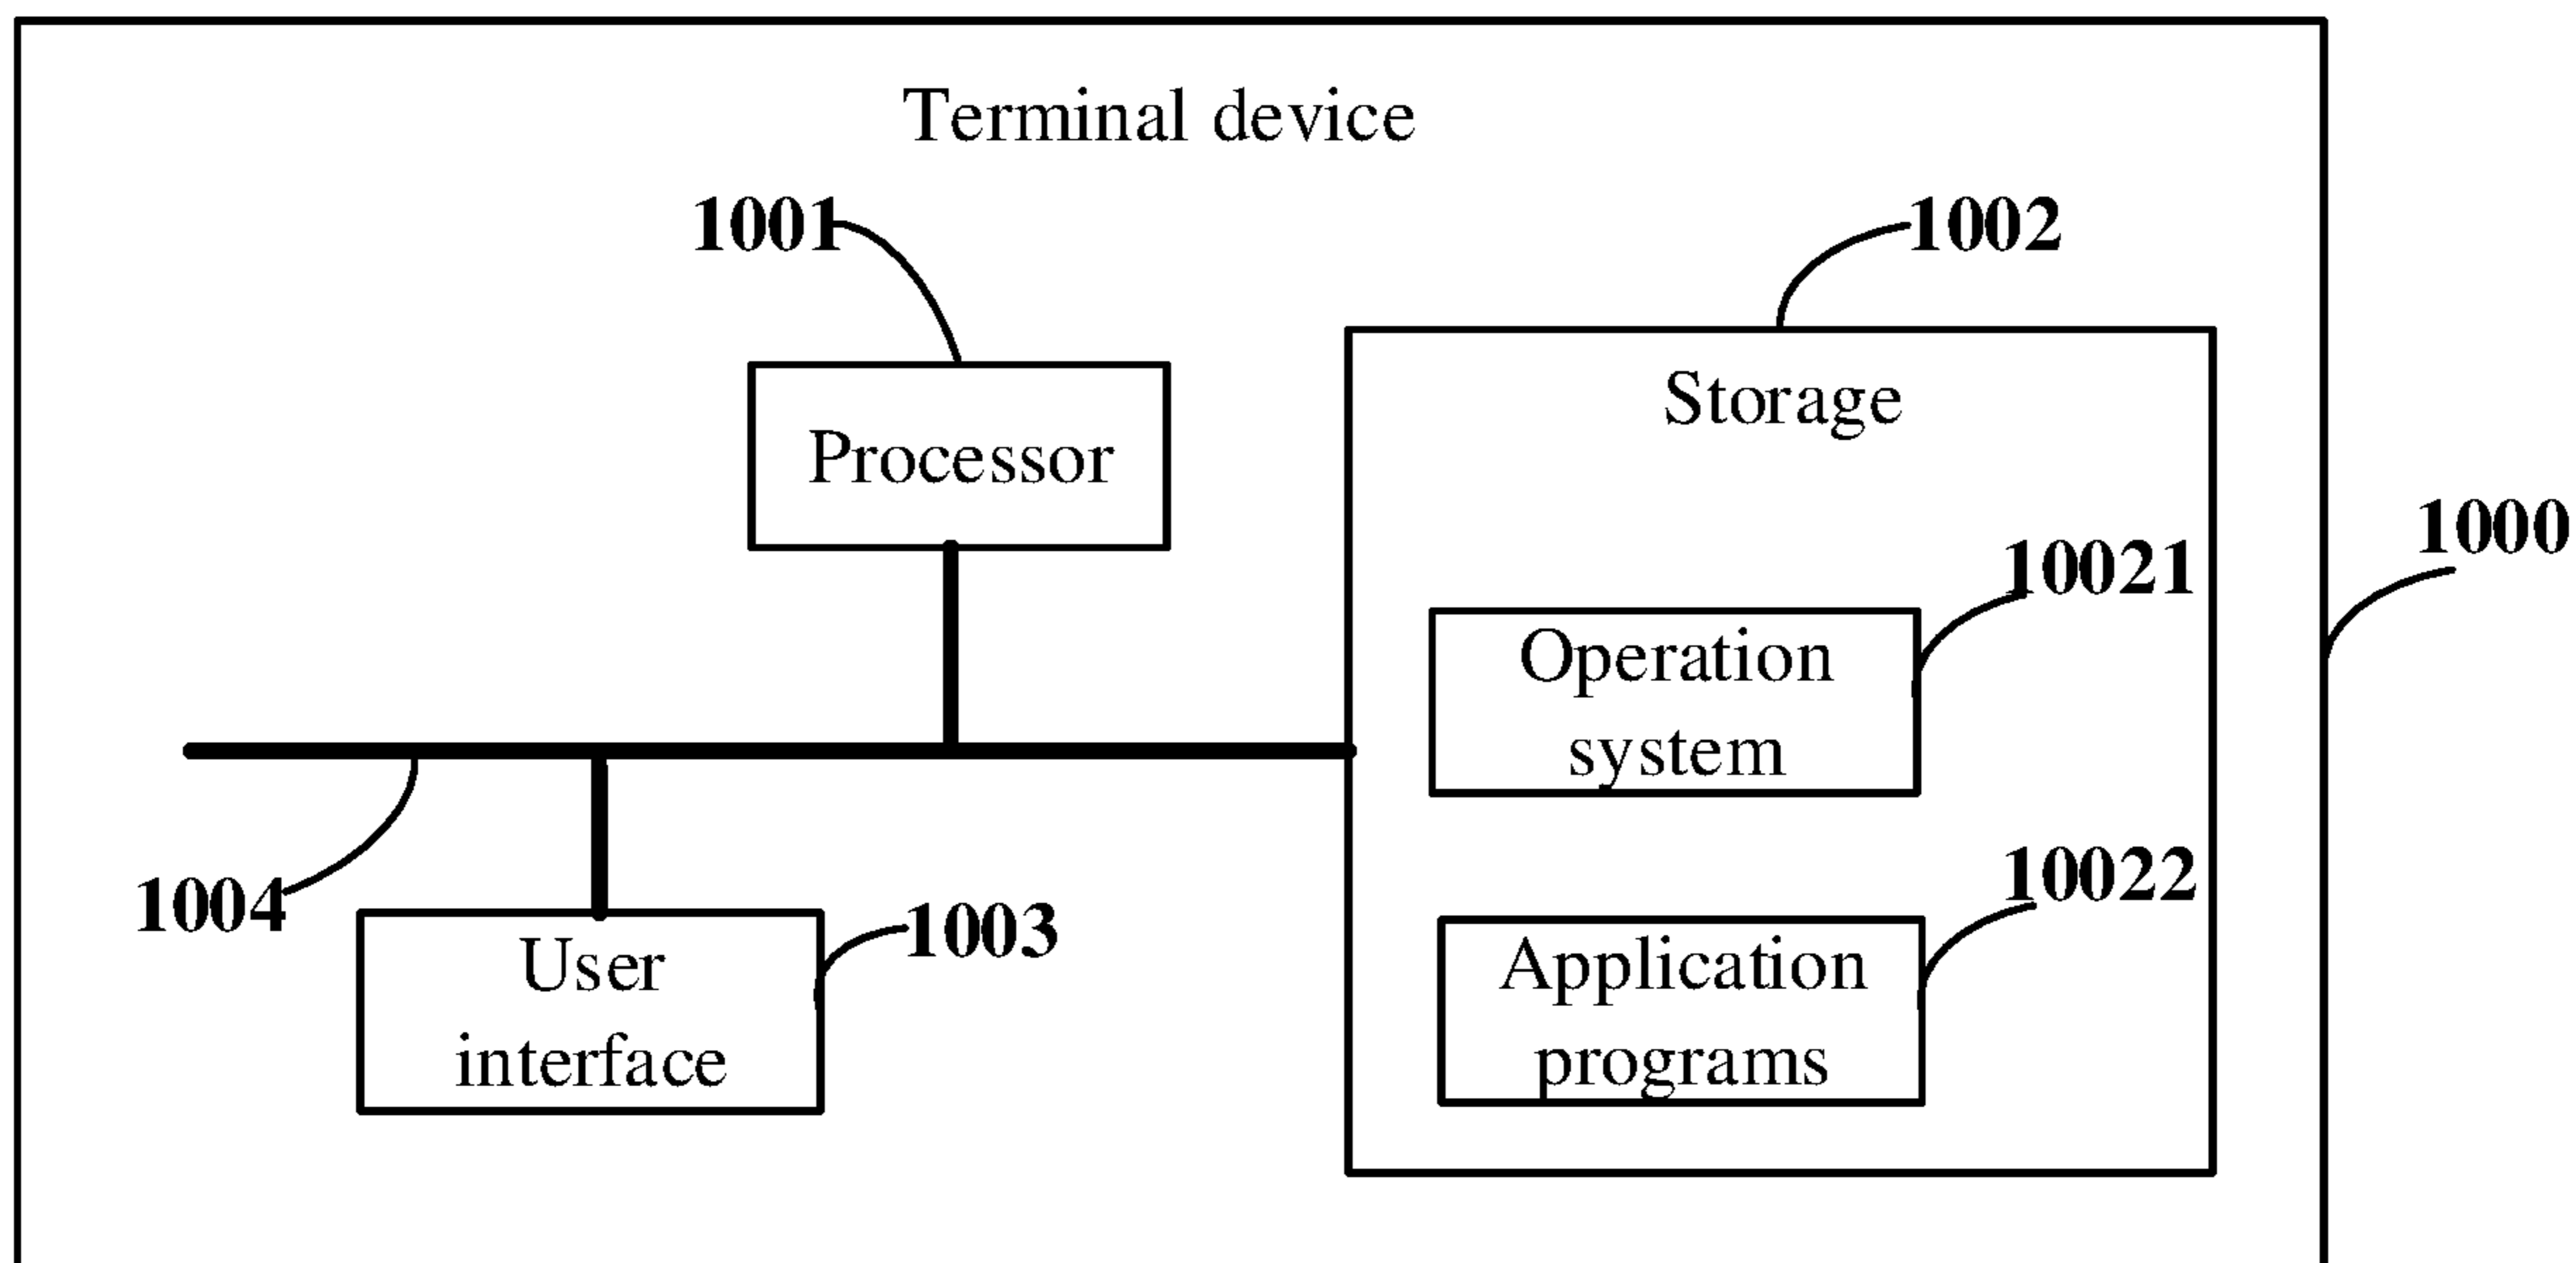 Terminal device
1001
1002
Processor
Storage
1000
10021
Operation
system
1004
User
interface
1003
10022
Application
programs